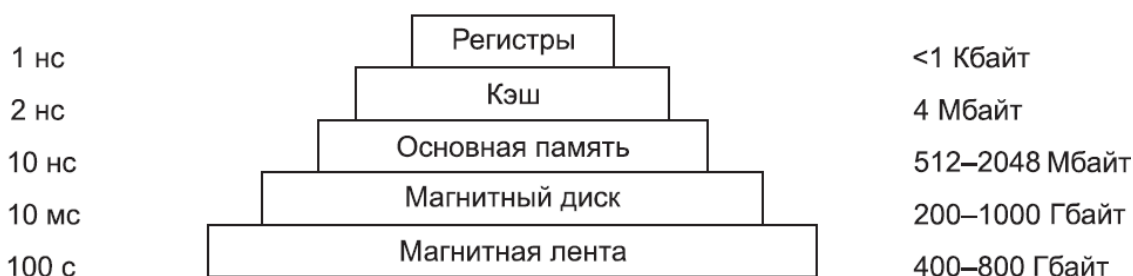 1 нс Регистры <1 Кбайт
2 нс Кэш 4 Мбайт
10 нс Основная память 512–2048 Мбайт
10 мс Магнитный диск 200–1000 Гбайт
100 с Магнитная лента 400–800 Гбайт